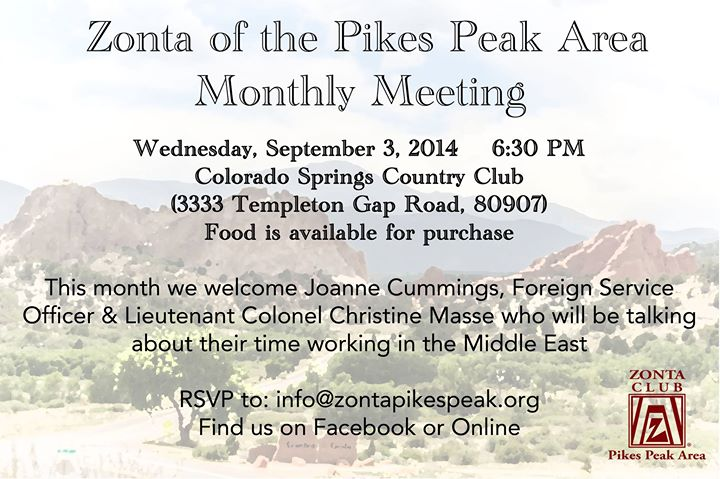 Zonta of the Pikes Peak Area
Monthly Meeting
Wednesday, September 3, 2014 6:30 PM
Colorado Springs Country Club
(3333 Templeton Gap Road, 80907)
Food is available for purchase
This month we welcome Joanne Cummings, Foreign Service
Officer & Lieutenant Colonel Christine Masse who will be talking
about their time working in the Middle East
RSVP to: info@zontapikespeak.org
Find us on Facebook or Online
ZONTA
CLUB
Pikes Peak Area